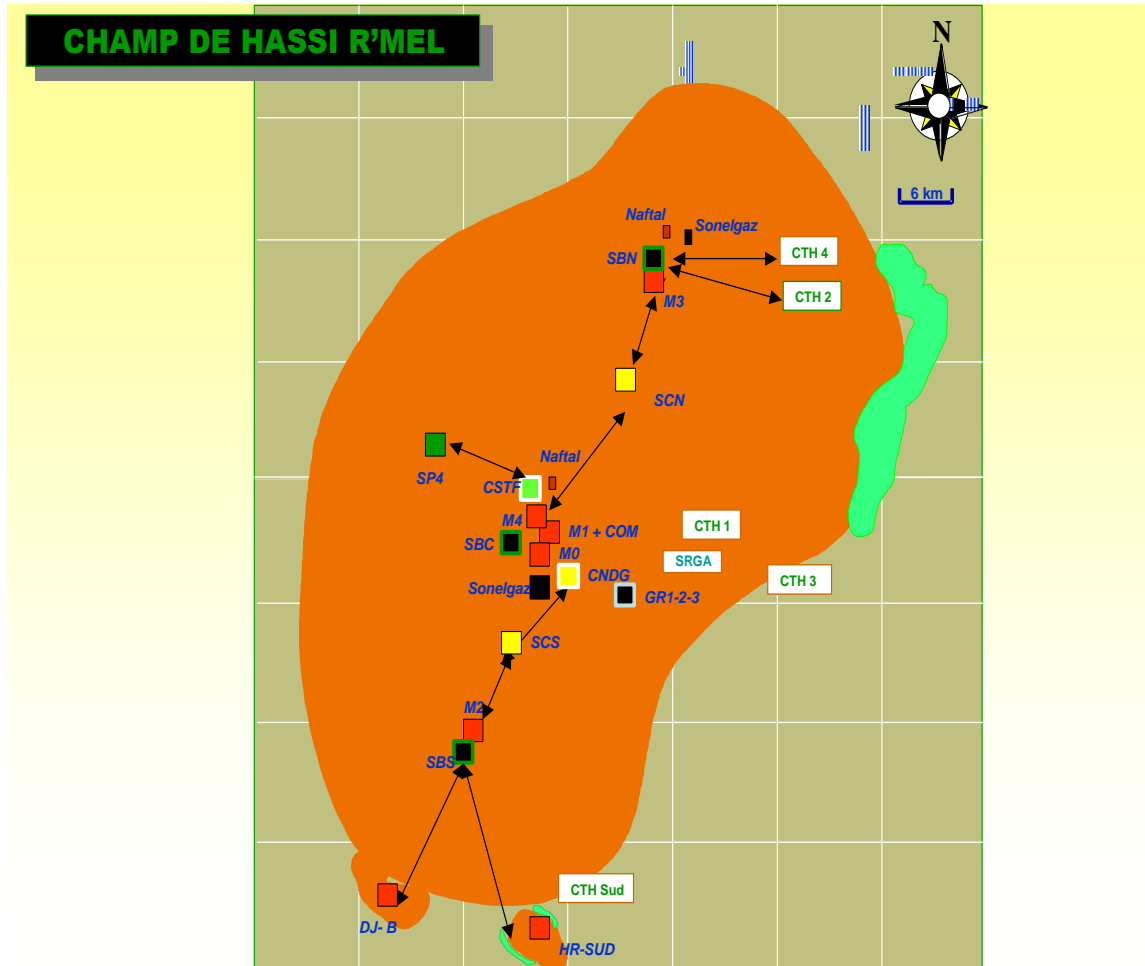 CHAMP DE HASSI R'MEL
N
6 km
Naftal
Sonelgaz
SBN
CTH 4
CTH 2
M3
SCN
Naftal
SP4
CSTF
M4
M1 + COM
CTH 1
SBC
M0
SRGA
CNDG
CTH 3
Sonelgaz
GR1-2-3
SCS
M2
SBS
CTH Sud
DJ- B
HR-SUD